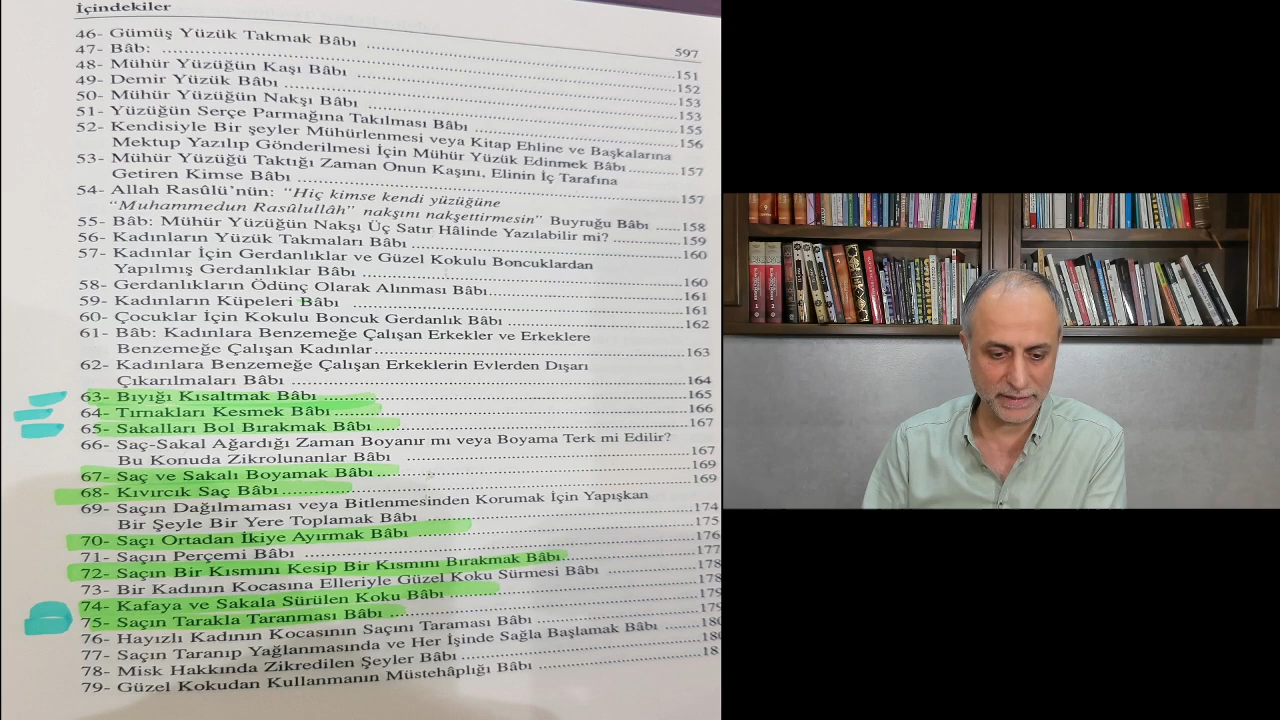 İçindekiler
597
46- Gümüş Yüzük Takmak Bâbı ........ 151
47- Bâb: ........ 152
48- Mühür Yüzüğün Kaşı Bâbı ........ 153
49- Demir Yüzük Bâbı ........ 153
50- Mühür Yüzüğün Nakşı Bâbı ........ 155
51- Yüzüğün Serçe Parmağına Takılması Bâbı ........ 156
52- Kendisiyle Bir şeyler Mühürlenmesi veya Kitap Ehline ve Başkalarına
Mektup Yazılıp Gönderilmesi İçin Mühür Yüzük Edinmek Bâbı ........ 157
53- Mühür Yüzüğü Taktığı Zaman Onun Kaşını, Elinin İç Tarafına
Getiren Kimse Bâbı ........ 157
54- Allah Rasûlü'nün: "Hiç kimse kendi yüzüğüne
"Muhammedun Rasûlullâh" nakşını nakşettirmesin" Buyruğu Bâbı ...... 158
55- Bâb: Mühür Yüzüğün Nakşı Üç Satır Hâlinde Yazılabilir mi? ........ 159
56- Kadınların Yüzük Takmaları Bâbı ........ 160
57- Kadınlar İçin Gerdanlıklar ve Güzel Kokulu Boncuklardan
Yapılmış Gerdanlıklar Bâbı ........ 160
58- Gerdanlıkların Ödünç Olarak Alınması Bâbı ........ 161
59- Kadınların Küpeleri Bâbı ........ 161
60- Çocuklar İçin Kokulu Boncuk Gerdanlık Bâbı ........ 162
61- Bâb: Kadınlara Benzemeğe Çalışan Erkekler ve Erkeklere
Benzemeğe Çalışan Kadınlar ........ 163
62- Kadınlara Benzemeğe Çalışan Erkeklerin Evlerden Dışarı
Çıkarılmaları Bâbı ........ 164
63- Bıyığı Kısaltmak Bâbı ........ 165
64- Tırnakları Kesmek Bâbı ........ 166
65- Sakalları Bol Bırakmak Bâbı ........ 167
66- Saç-Sakal Ağardığı Zaman Boyanır mı veya Boyama Terk mi Edilir?
Bu Konuda Zikrolunanlar Bâbı ........ 167
67- Saç ve Sakalı Boyamak Bâbı ........ 169
68- Kıvırcık Saç Bâbı ........ 169
69- Saçın Dağılmaması veya Bitlenmesinden Korumak İçin Yapışkan
Bir Şeyle Bir Yere Toplamak Bâbı ........ 174
70- Saçı Ortadan İkiye Ayırmak Bâbı ........ 175
71- Saçın Perçemi Bâbı ........ 176
72- Saçın Bir Kısmını Kesip Bir Kısmını Bırakmak Bâbı ........ 177
73- Bir Kadının Kocasına Elleriyle Güzel Koku Sürmesi Bâbı ........ 178
74- Kafaya ve Sakala Sürülen Koku Bâbı ........ 178
75- Saçın Tarakla Taranması Bâbı ........ 179
76- Hayızlı Kadının Kocasının Saçını Taraması Bâbı ........ 179
77- Saçın Taranıp Yağlanmasında ve Her İşinde Sağla Başlamak Bâbı ........ 180
78- Misk Hakkında Zikredilen Şeyler Bâbı ........ 180
79- Güzel Kokudan Kullanmanın Müstehâplığı Bâbı ........ 18